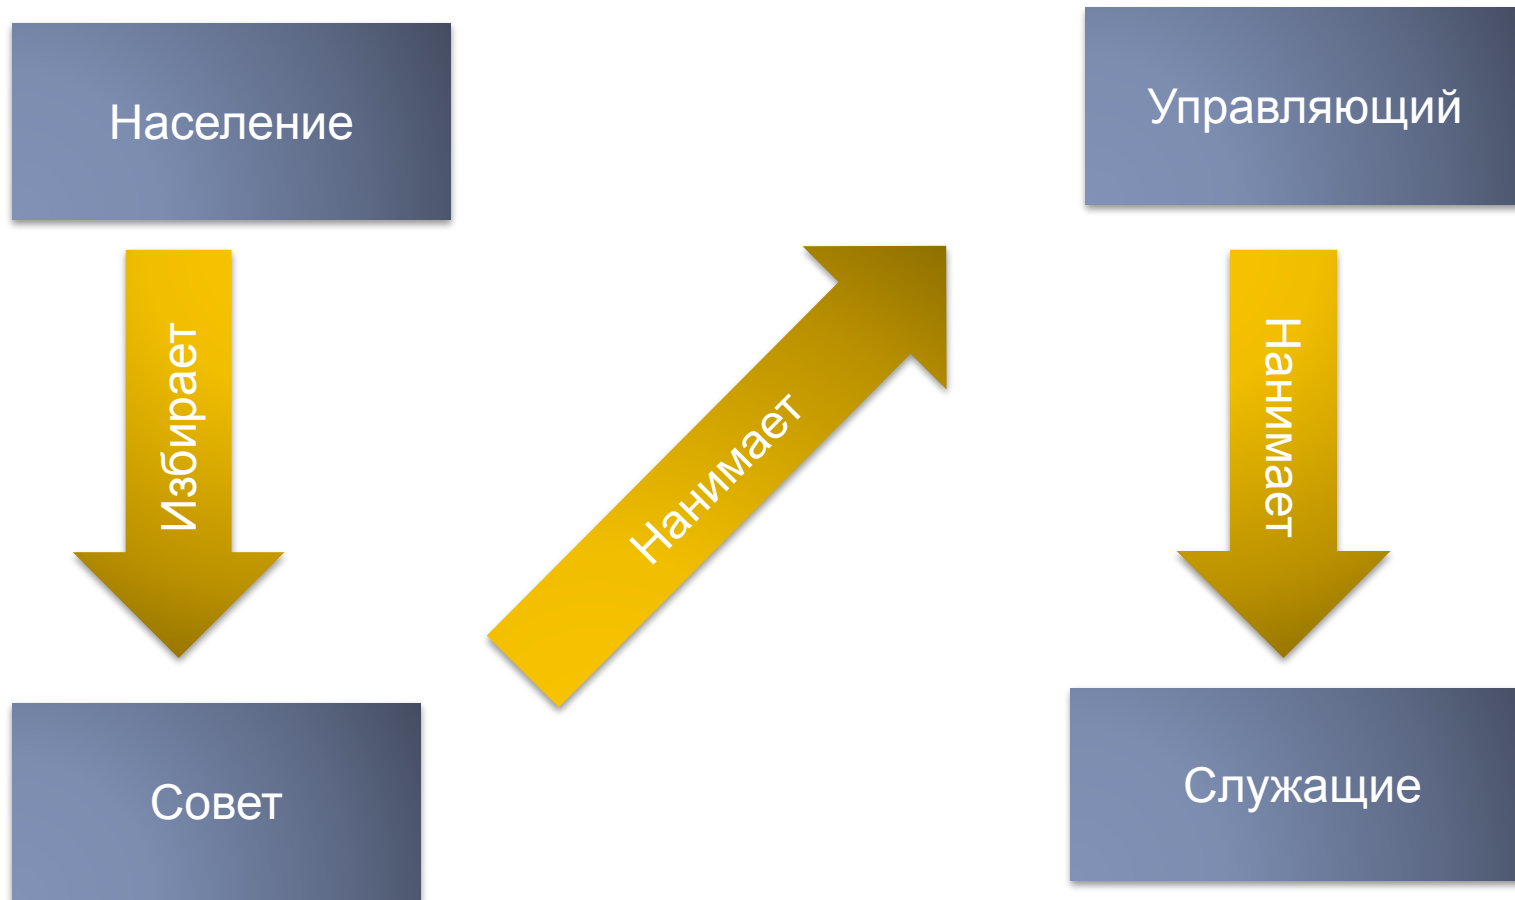 Население
Управляющий
Избирает
Нанимает
Нанимает
Совет
Служащие